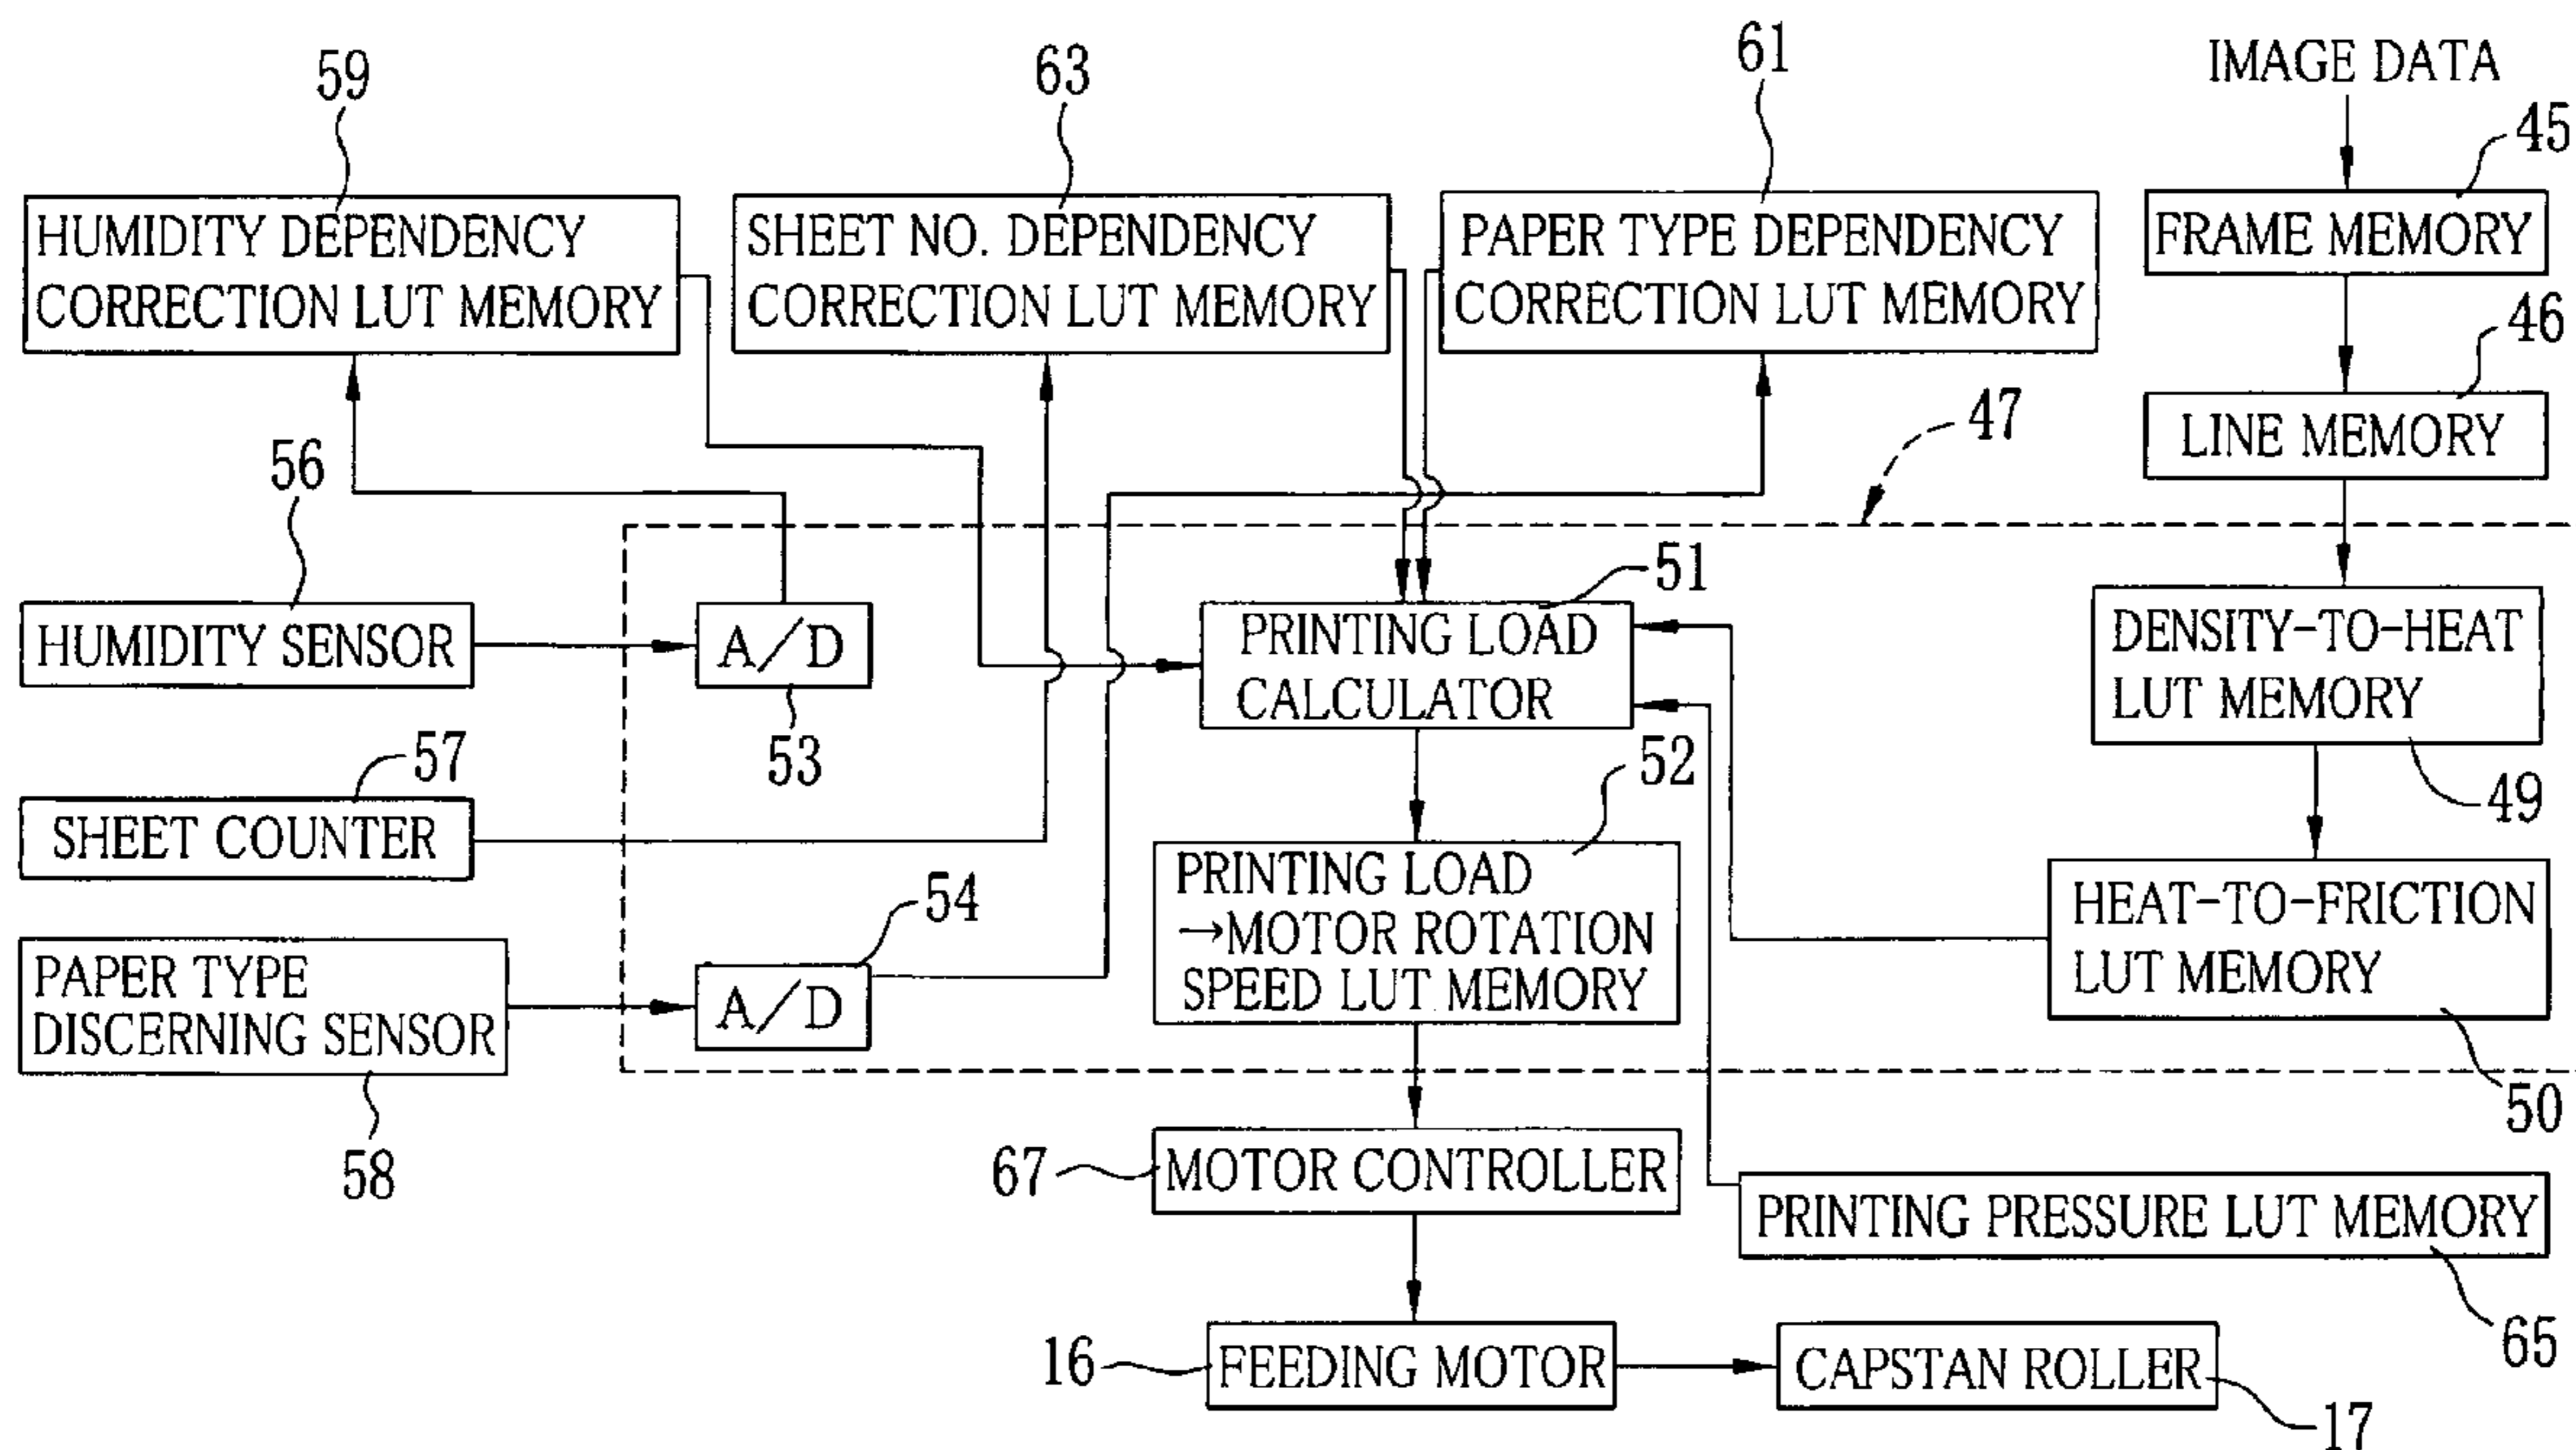 59
63
61
IMAGE DATA
45
HUMIDITY DEPENDENCY
CORRECTION LUT MEMORY
SHEET NO. DEPENDENCY
CORRECTION LUT MEMORY
PAPER TYPE DEPENDENCY
CORRECTION LUT MEMORY
FRAME MEMORY
46
LINE MEMORY
47
56
HUMIDITY SENSOR
A/D
53
51
PRINTING LOAD
CALCULATOR
DENSITY-TO-HEAT
LUT MEMORY
49
57
SHEET COUNTER
52
PRINTING LOAD
→MOTOR ROTATION
SPEED LUT MEMORY
HEAT-TO-FRICTION
LUT MEMORY
50
54
PAPER TYPE
DISCERNING SENSOR
58
A/D
67
MOTOR CONTROLLER
PRINTING PRESSURE LUT MEMORY
65
16
FEEDING MOTOR
CAPSTAN ROLLER
17